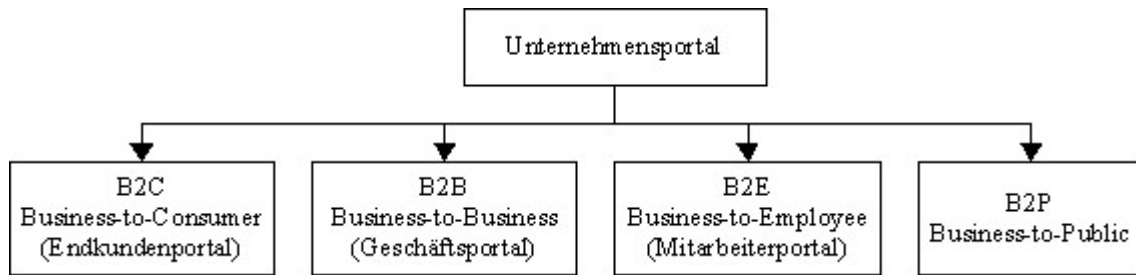 Unternehmensportal
B2C
Business-to-Consumer
(Endkundenportal)
B2B
Business-to-Business
(Geschäftsportal)
B2E
Business-to-Employee
(Mitarbeiterportal)
B2P
Business-to-Public